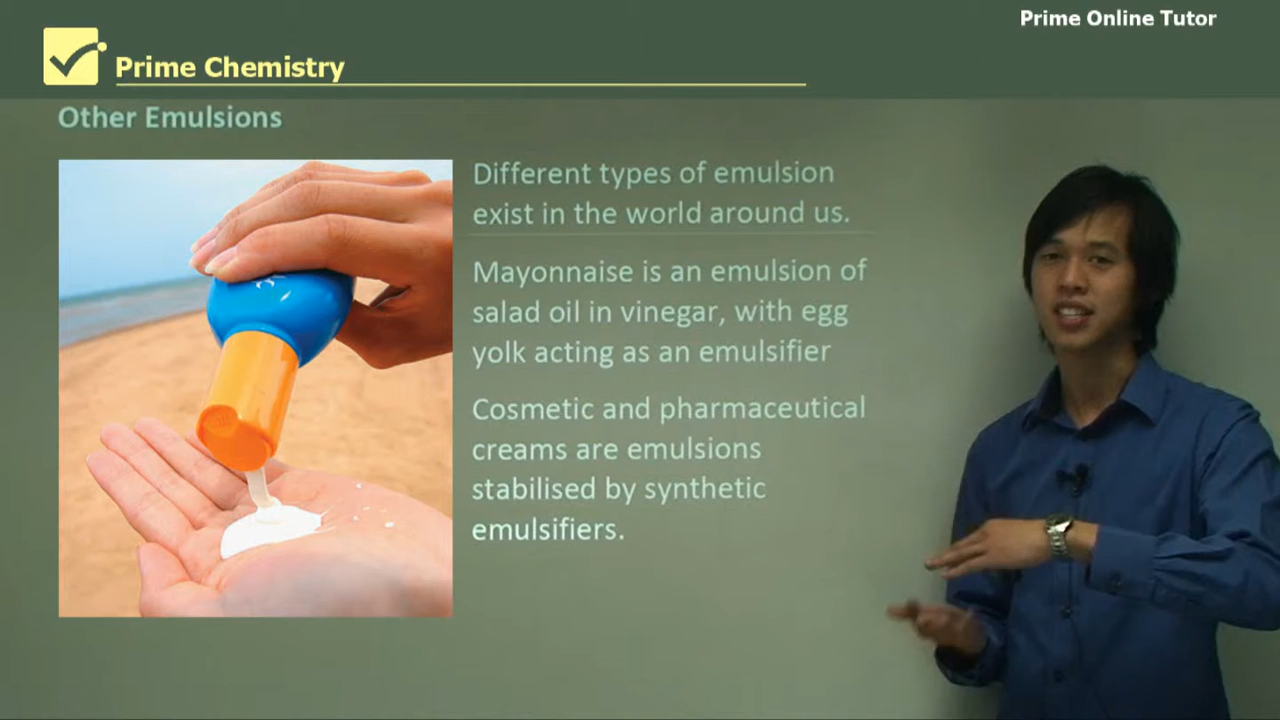 Prime Online Tutor
Prime Chemistry
Other Emulsions
Different types of emulsion
exist in the world around us.
Mayonnaise is an emulsion of
salad oil in vinegar, with egg
yolk acting as an emulsifier
Cosmetic and pharmaceutical
creams are emulsions
stabilised by synthetic
emulsifiers.